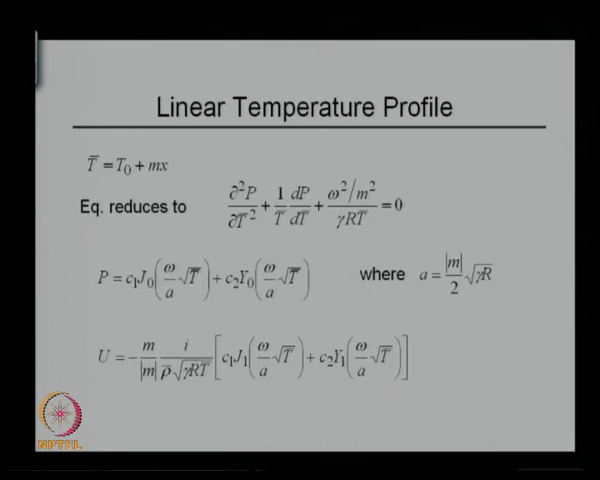 Linear Temperature Profile
T̅ = T₀ + mx
Eq. reduces to ∂²P/∂T̅² + (1/T̅) dP/dT̅ + (ω²/m²)/(γRT̅) = 0
P = c₁J₀(ω/a √T̅) + c₂Y₀(ω/a √T̅) where a = |m|/2 √γR
U = − m/|m| i/(ρ̅√γRT̅) [c₁J₁(ω/a √T̅) + c₂Y₁(ω/a √T̅)]
NPTEL